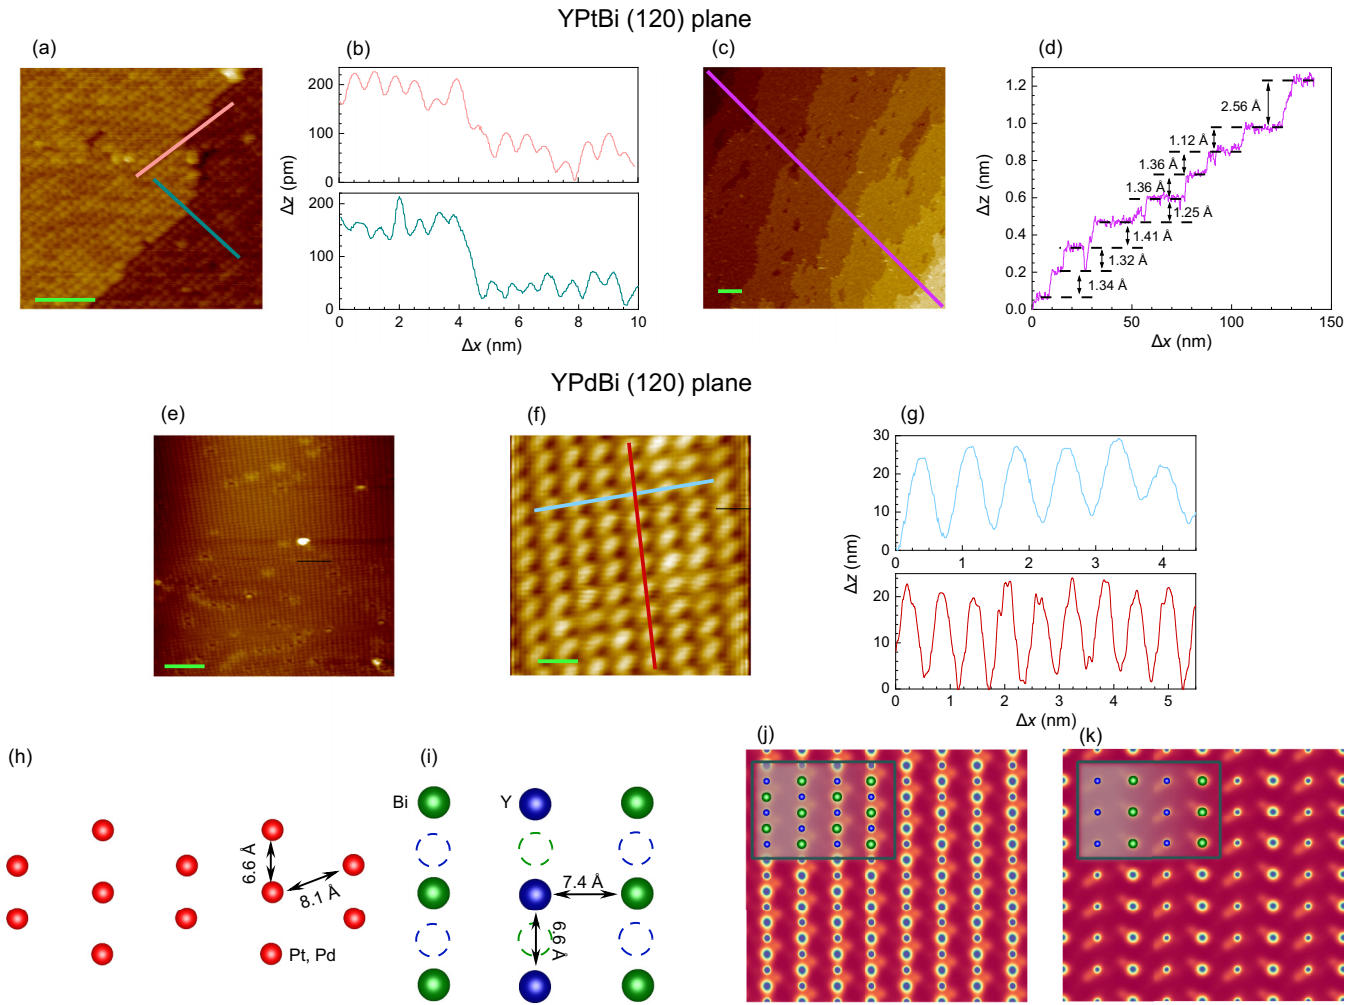 YPtBi (120) plane
(a)
(b)
(c)
(d)
200
100
0
200
100
0
Δz (pm)
0 2 4 6 8 10
Δx (nm)
1.2
1.0
0.8
0.6
0.4
0.2
0.0
Δz (nm)
2.56 Å
1.12 Å
1.36 Å
1.36 Å
1.25 Å
1.41 Å
1.32 Å
1.34 Å
0 50 100 150
Δx (nm)
YPdBi (120) plane
(e)
(f)
(g)
30
20
10
0
0 1 2 3 4
Δz (nm)
20
10
0
0 1 2 3 4 5
Δx (nm)
(h)
6.6 Å
8.1 Å
Pt, Pd
(i)
Bi
Y
7.4 Å
6.6 Å
(j)
(k)